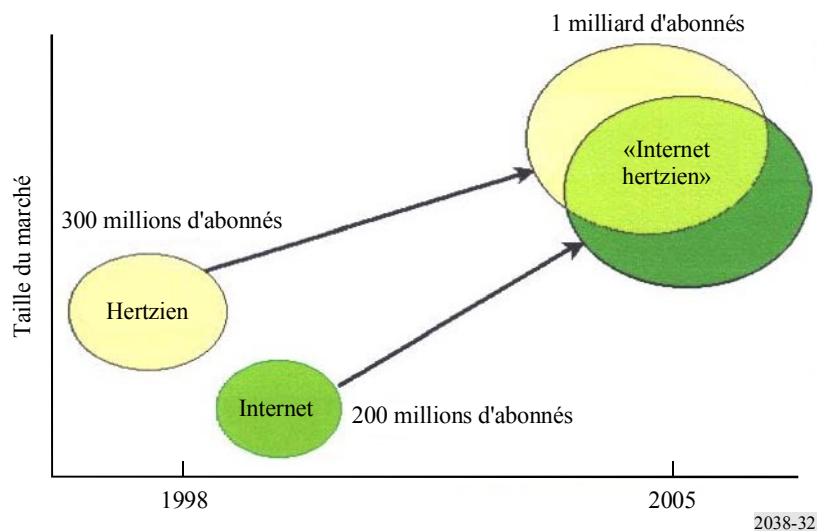 1 milliard d'abonnés
«Internet
hertzien»
300 millions d'abonnés
Taille du marché
Hertzien
Internet
200 millions d'abonnés
1998
2005
2038-32